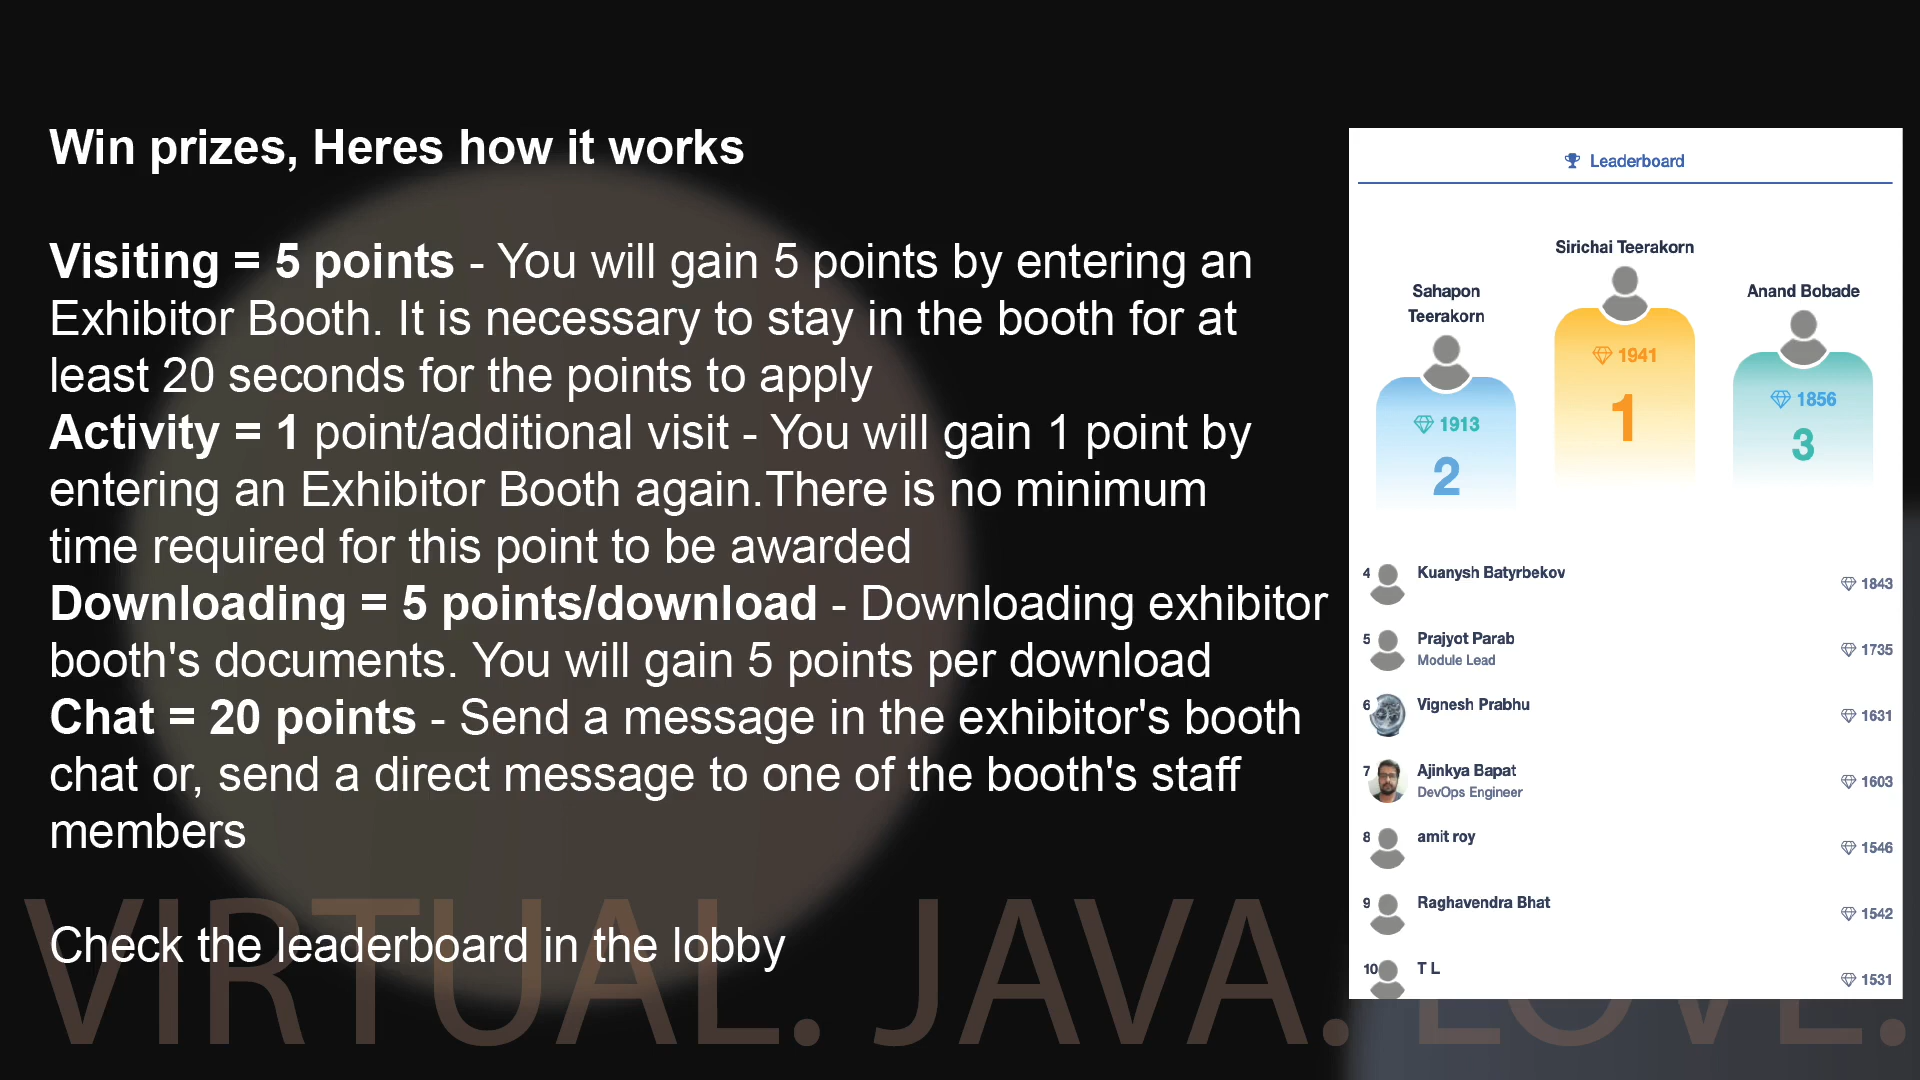 Win prizes, Heres how it works
Visiting = 5 points - You will gain 5 points by entering an
Exhibitor Booth. It is necessary to stay in the booth for at
least 20 seconds for the points to apply
Activity = 1 point/additional visit - You will gain 1 point by
entering an Exhibitor Booth again.There is no minimum
time required for this point to be awarded
Downloading = 5 points/download - Downloading exhibitor
booth's documents. You will gain 5 points per download
Chat = 20 points - Send a message in the exhibitor's booth
chat or, send a direct message to one of the booth's staff
members
Check the leaderboard in the lobby
VIRTUAL. JAVA. LOVE.
Leaderboard
Sirichai Teerakorn
1941
1
Sahapon
Teerakorn
1913
2
Anand Bobade
1856
3
4 Kuanysh Batyrbekov 1843
5 Prajyot Parab 1735
Module Lead
6 Vignesh Prabhu 1631
7 Ajinkya Bapat 1603
DevOps Engineer
8 amit roy 1546
9 Raghavendra Bhat 1542
10 T L 1531